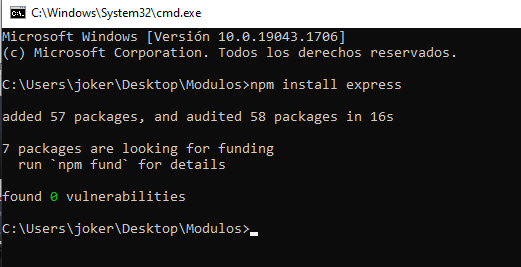 C:\Windows\System32\cmd.exe
Microsoft Windows [Versión 10.0.19043.1706]
(c) Microsoft Corporation. Todos los derechos reservados.
C:\Users\joker\Desktop\Modulos>npm install express
added 57 packages, and audited 58 packages in 16s
7 packages are looking for funding
  run `npm fund` for details
found 0 vulnerabilities
C:\Users\joker\Desktop\Modulos>